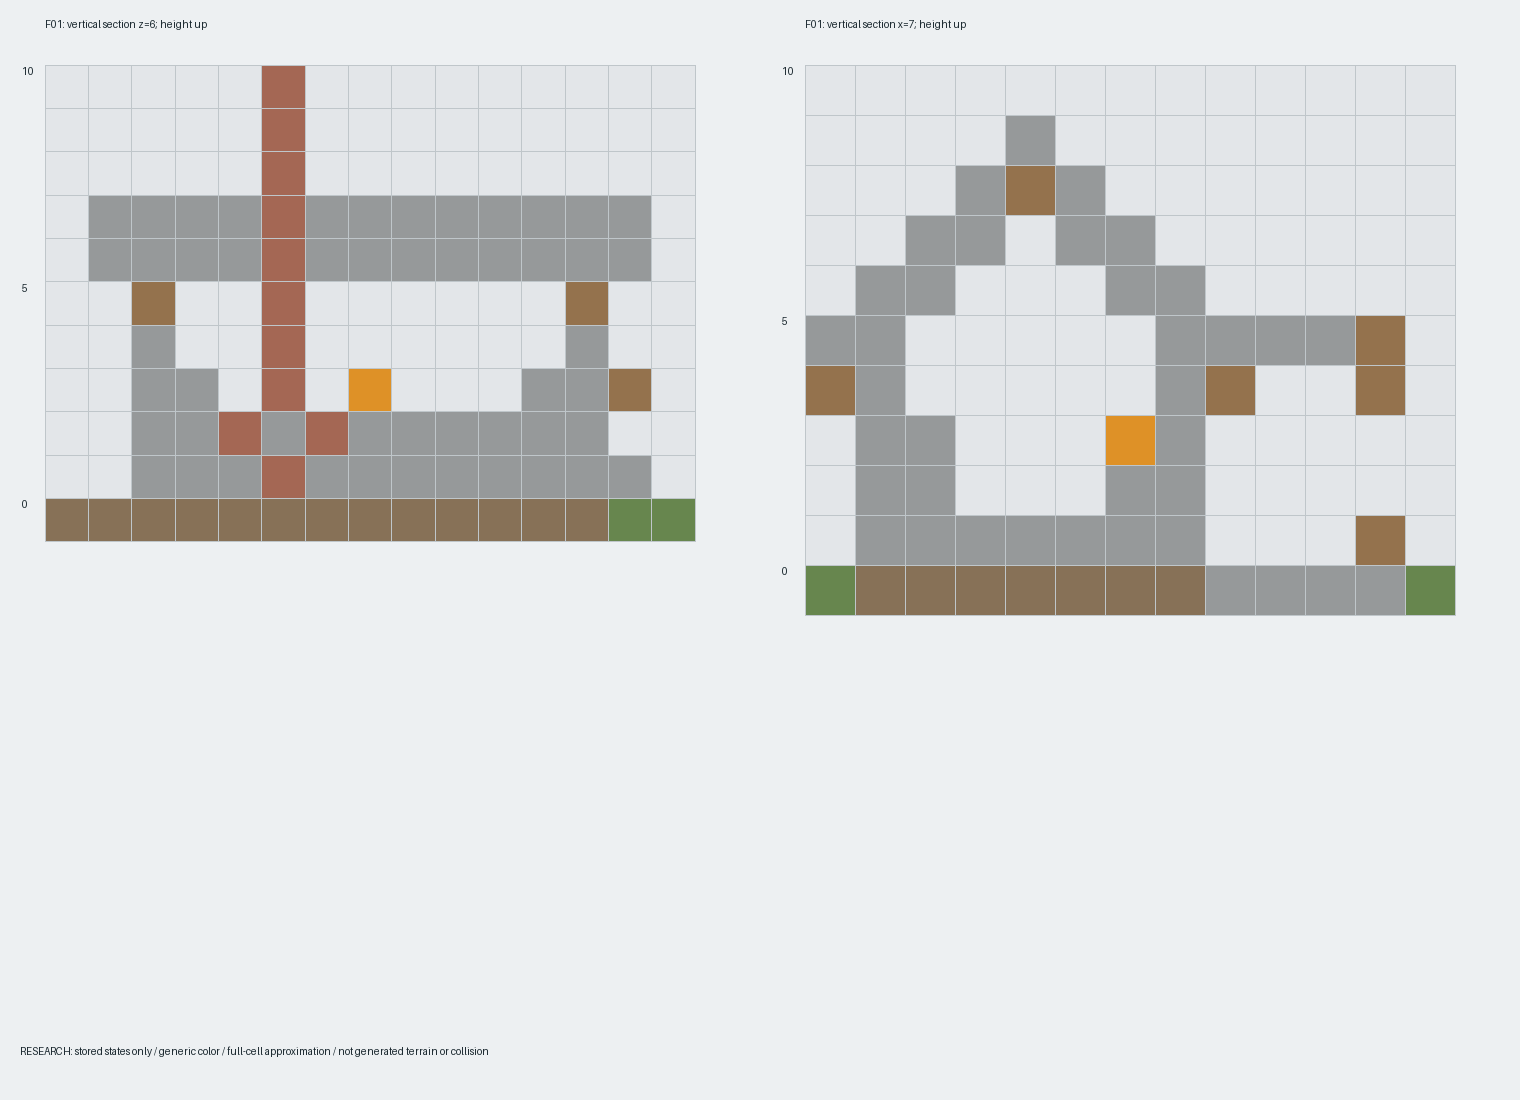 F01: vertical section z=6; height up
F01: vertical section x=7; height up
10
5
0
10
5
0
RESEARCH: stored states only / generic color / full-cell approximation / not generated terrain or collision